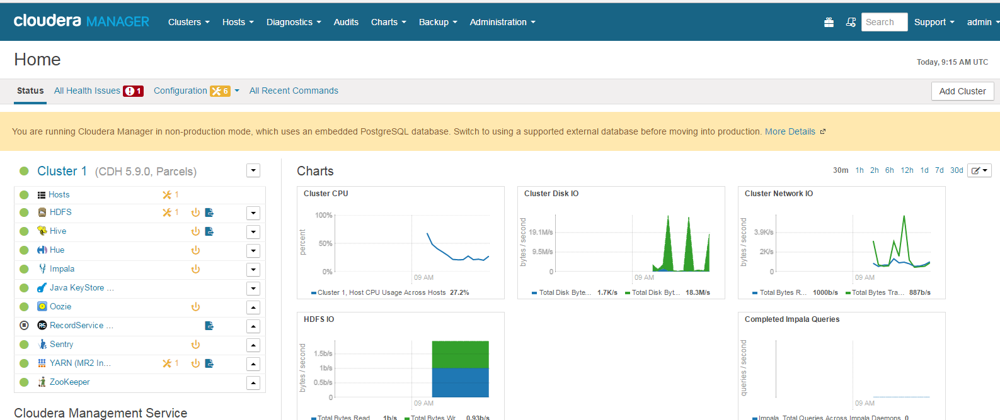 cloudera MANAGER Clusters Hosts Diagnostics Audits Charts Backup Administration Search Support admin
Home
Today, 9:15 AM UTC
Status All Health Issues 1 Configuration 6 All Recent Commands Add Cluster
You are running Cloudera Manager in non-production mode, which uses an embedded PostgreSQL database. Switch to using a supported external database before moving into production. More Details
Cluster 1 (CDH 5.9.0, Parcels)
Hosts 1
HDFS 1
Hive
Hue
Impala
Java KeyStore ...
Oozie
RecordService ...
Sentry
YARN (MR2 In... 1
ZooKeeper
Cloudera Management Service
Charts
30m 1h 2h 6h 12h 1d 7d 30d
Cluster CPU
percent
100%
50%
0%
09 AM
Cluster 1, Host CPU Usage Across Hosts 27.2%
Cluster Disk IO
bytes / second
19.1M/s
9.5M/s
0
09 AM
Total Disk Byte... 1.7K/s Total Disk Byt... 18.3M/s
Cluster Network IO
bytes / second
3.9K/s
2K/s
0
09 AM
Total Bytes R... 1000b/s Total Bytes Tra... 887b/s
HDFS IO
bytes / second
1.5b/s
1b/s
0.5b/s
0
09 AM
Total Bytes Read 1b/s Total Bytes Wr 0.93b/s
Completed Impala Queries
queries / second
09 AM
Impala, Total Queries Across Impala Daemons 0